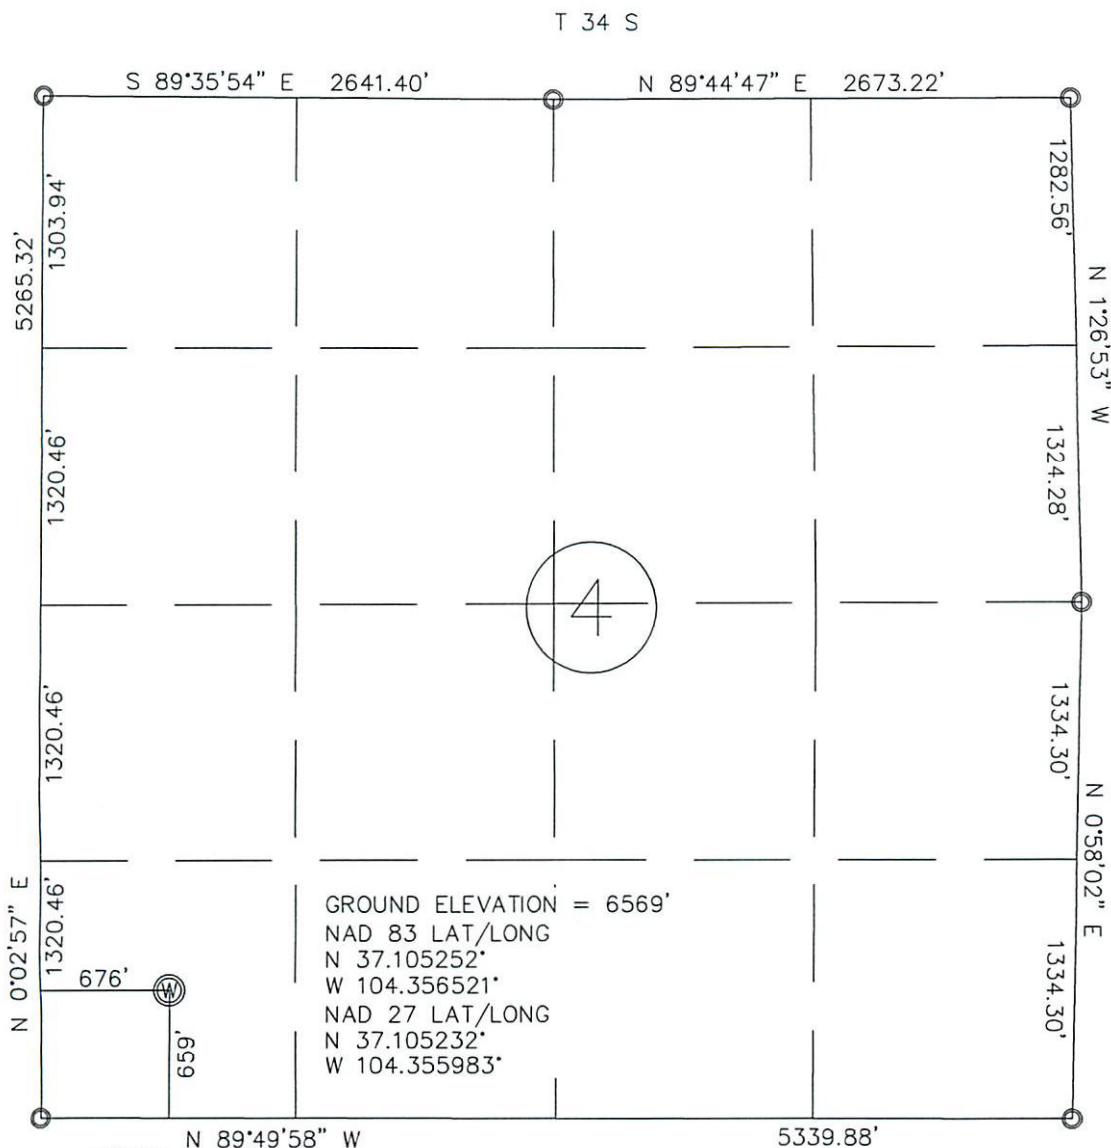 T 34 S
S 89°35'54" E 2641.40' N 89°44'47" E 2673.22'
1303.94'
5265.32'
1282.56'
N 1°26'53" W
1320.46'
1324.28'
4
1320.46'
1334.30'
N 0°58'02" E
N 0°02'57" E
1320.46'
676'
W
659'
GROUND ELEVATION = 6569'
NAD 83 LAT/LONG
N 37.105252°
W 104.356521°
NAD 27 LAT/LONG
N 37.105232°
W 104.355983°
1334.30'
N 89°49'58" W 5339.88'